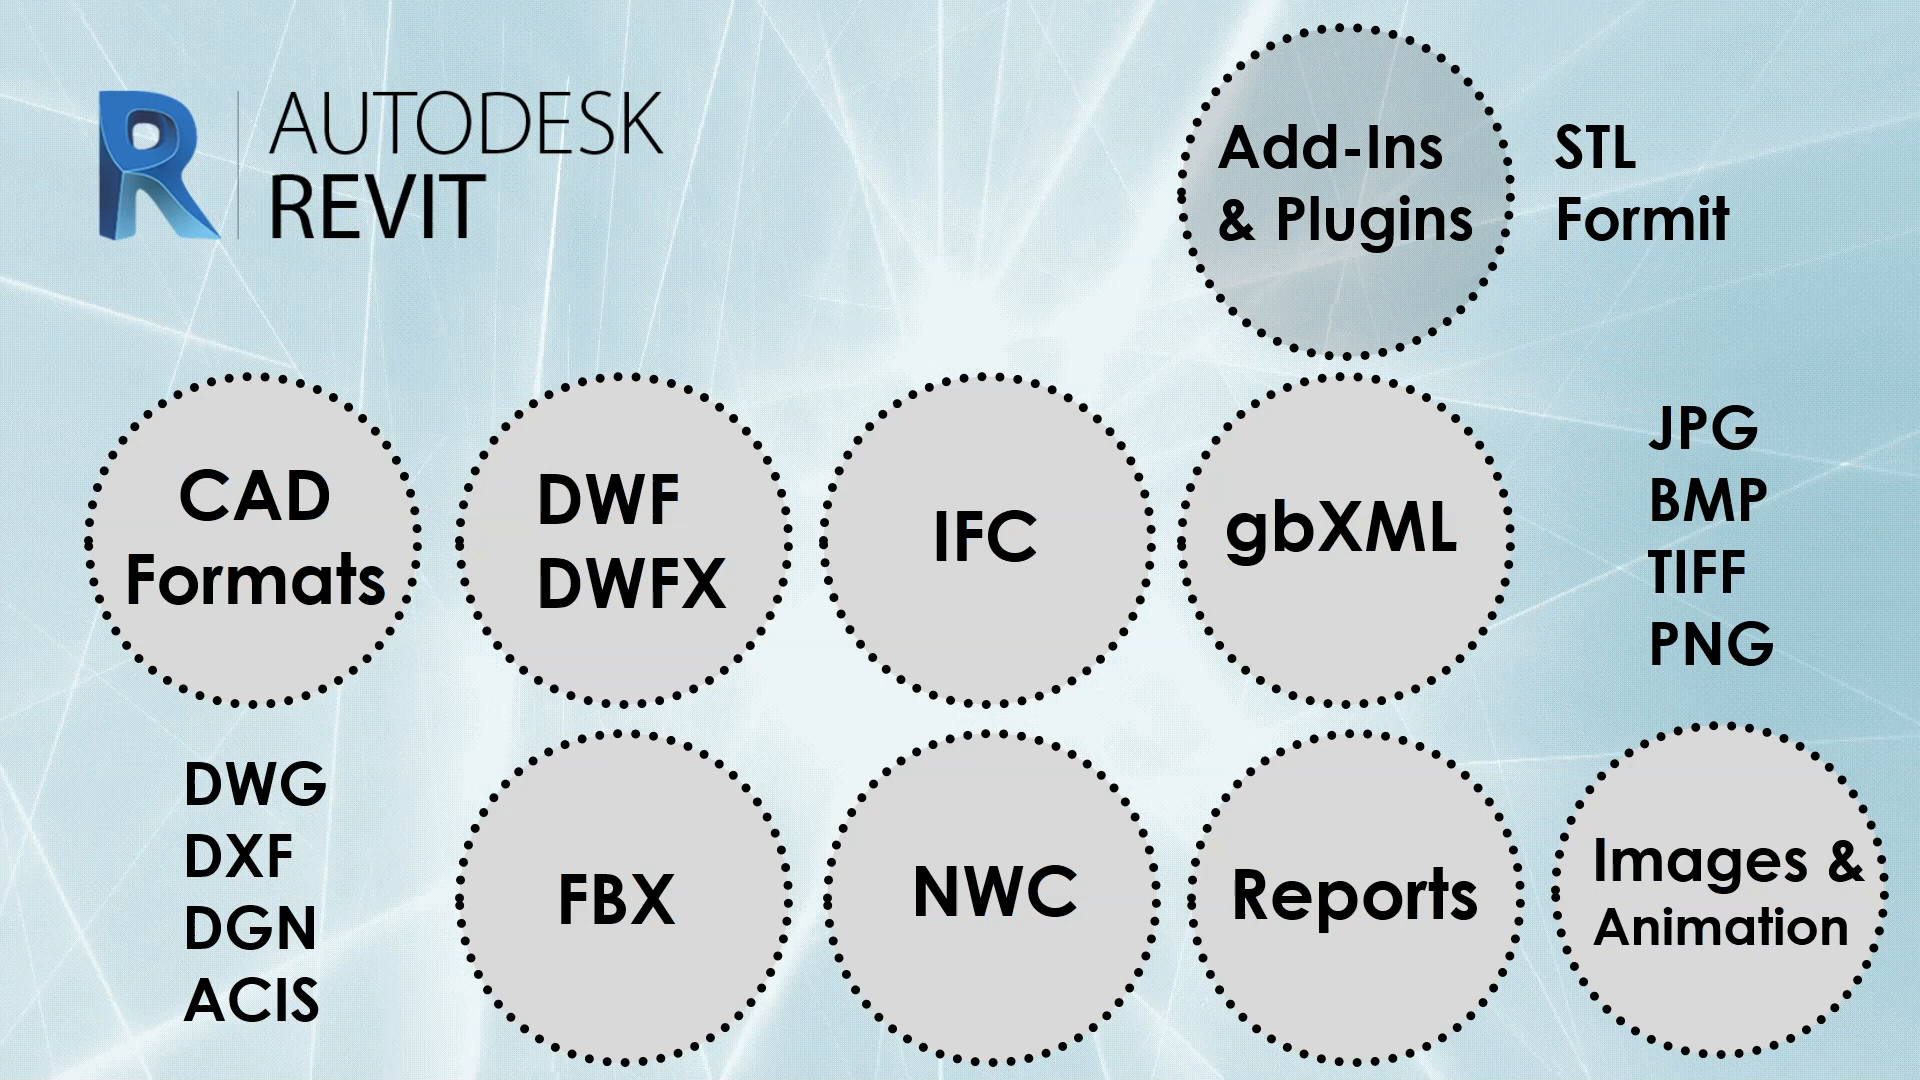 AUTODESK
REVIT
Add-Ins
& Plugins
STL
Formit
CAD
Formats
DWF
DWFX
IFC
gbXML
JPG
BMP
TIFF
PNG
DWG
DXF
DGN
ACIS
FBX
NWC
Reports
Images &
Animation